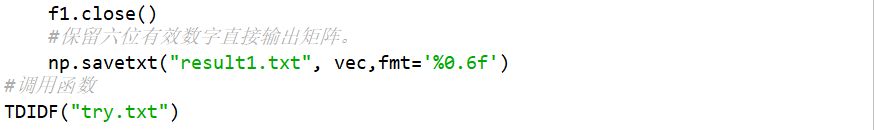 f1.close()
#保留六位有效数字直接输出矩阵。
np.savetxt("result1.txt", vec,fmt='%0.6f')
#调用函数
TDIDF("try.txt")